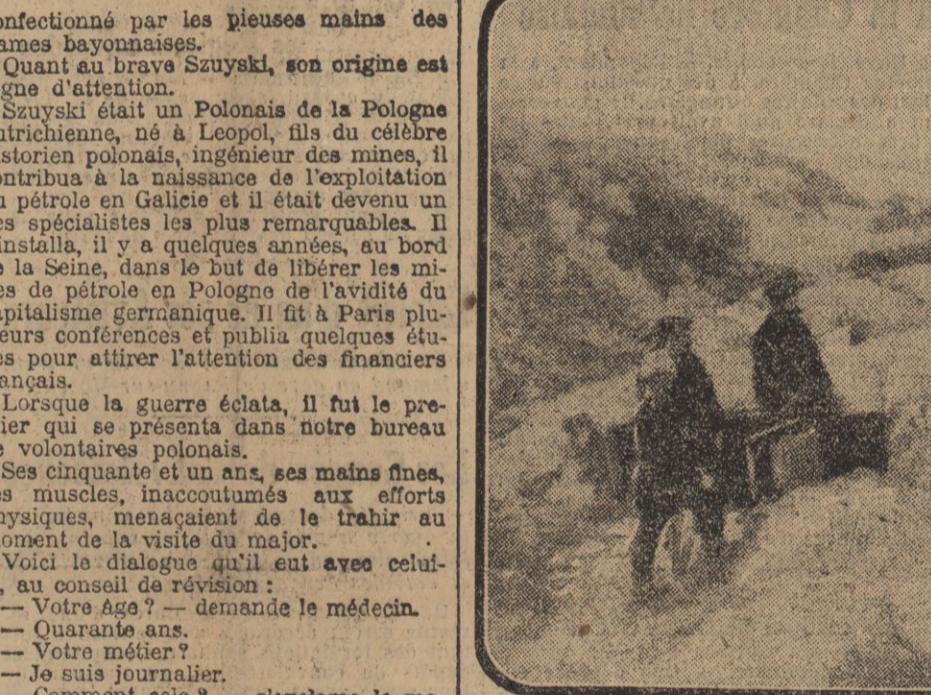 onfectionné par les pieuses mains des
ames bayonnaises.
Quant au brave Szuyski, son origine est
igne d'attention.
Szuyski était un Polonais de la Pologne
utrichienne, né à Leopol, fils du célèbre
istorien polonais, ingénieur des mines, il
ontribua à la naissance de l'exploitation
u pétrole en Galicie et il était devenu un
es spécialistes les plus remarquables. Il
'installa, il y a quelques années, au bord
e la Seine, dans le but de libérer les mi-
es de pétrole en Pologne de l'avidité du
apitalisme germanique. Il fit à Paris plu-
ieurs conférences et publia quelques étu-
es pour attirer l'attention des financiers
ançais.
Lorsque la guerre éclata, il fut le pre-
ier qui se présenta dans notre bureau
e volontaires polonais.
Ses cinquante et un ans, ses mains fines,
es muscles, inaccoutumés aux efforts
hysiques, menaçaient de le trahir au
oment de la visite du major.
Voici le dialogue qu'il eut avec celui-
, au conseil de révision :
— Votre âge ? — demande le médecin.
— Quarante ans.
— Votre métier ?
— Je suis journalier.